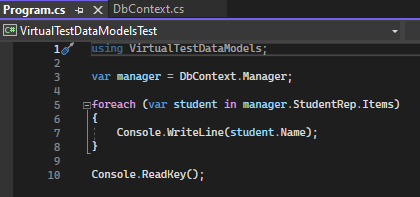 Program.cs
DbContext.cs
C# VirtualTestDataModelsTest
1 using VirtualTestDataModels;
2
3 var manager = DbContext.Manager;
4
5 foreach (var student in manager.StudentRep.Items)
6 {
7 Console.WriteLine(student.Name);
8 }
9
10 Console.ReadKey();